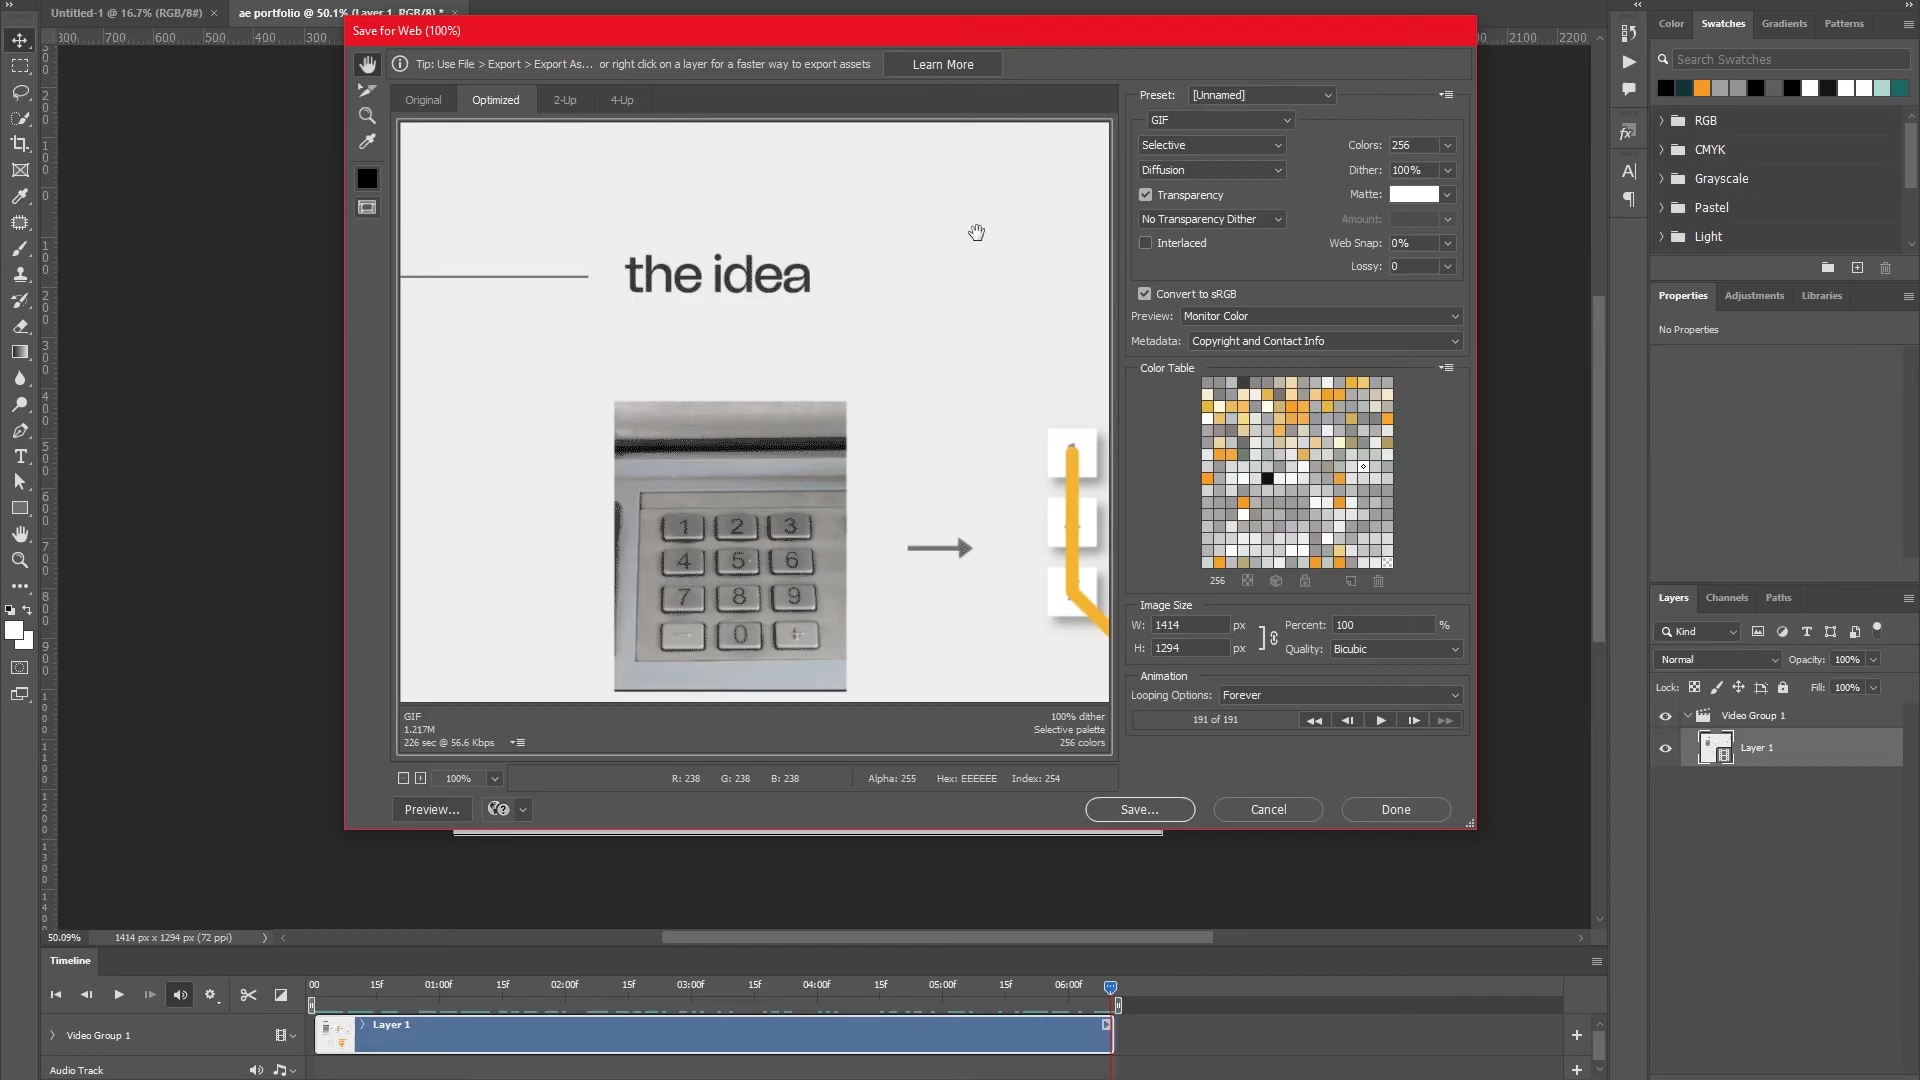 Untitled-1 @ 16.7% (RGB/8#)
ae portfolio @ 50.1% (Layer 1, RGB/8) *
Save for Web (100%)
Tip: Use File > Export > Export As... or right click on a layer for a faster way to export assets
Learn More
Original
Optimized
2-Up
4-Up
the idea
1 2 3
4 5 6
7 8 9
− 0 +
GIF
1.217M
226 sec @ 56.6 Kbps
100% dither
Selective palette
256 colors
100%
R: 238
G: 238
B: 238
Alpha: 255
Hex: EEEEEE
Index: 254
Preview...
Save...
Cancel
Done
Preset: [Unnamed]
GIF
Selective
Colors: 256
Diffusion
Dither: 100%
Transparency
Matte:
No Transparency Dither
Amount:
Interlaced
Web Snap: 0%
Lossy: 0
Convert to sRGB
Preview: Monitor Color
Metadata: Copyright and Contact Info
Color Table
256
Image Size
W: 1414 px
Percent: 100 %
H: 1294 px
Quality: Bicubic
Animation
Looping Options: Forever
191 of 191
Color
Swatches
Gradients
Patterns
Search Swatches
RGB
CMYK
Grayscale
Pastel
Light
Properties
Adjustments
Libraries
No Properties
Layers
Channels
Paths
Kind
Normal
Opacity: 100%
Lock:
Fill: 100%
Video Group 1
Layer 1
50.09%
1414 px x 1294 px (72 ppi)
Timeline
00 15f 01:00f 15f 02:00f 15f 03:00f 15f 04:00f 15f 05:00f 15f 06:00f
Video Group 1
Layer 1
Audio Track